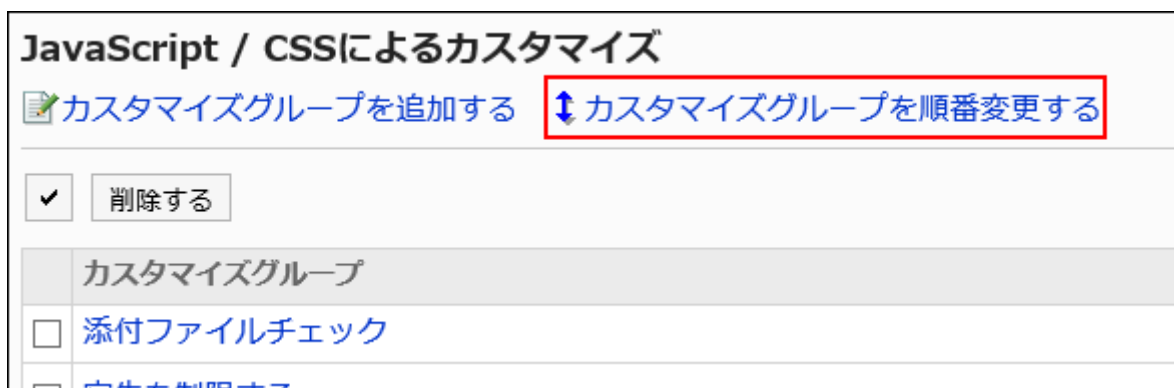 JavaScript / CSSによるカスタマイズ
カスタマイズグループを追加する カスタマイズグループを順番変更する
削除する
カスタマイズグループ
添付ファイルチェック